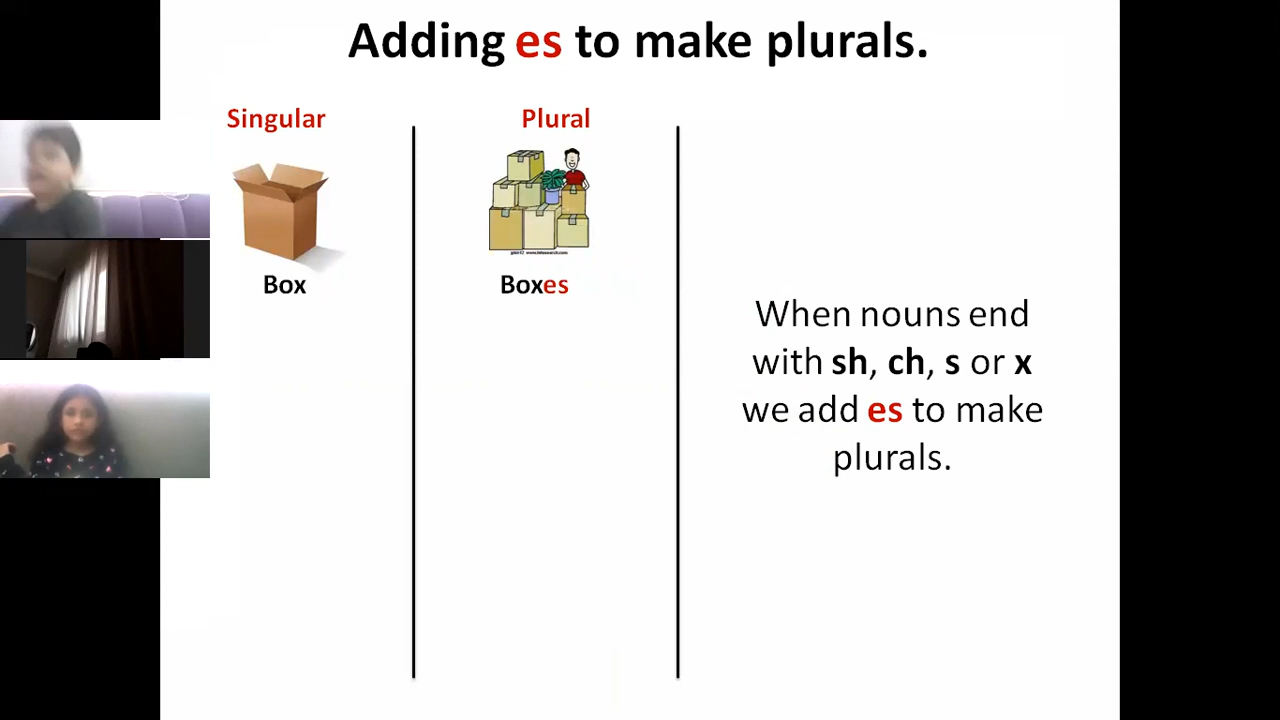 Adding es to make plurals.
Singular
Plural
Box
Boxes
When nouns end
with sh, ch, s or x
we add es to make
plurals.